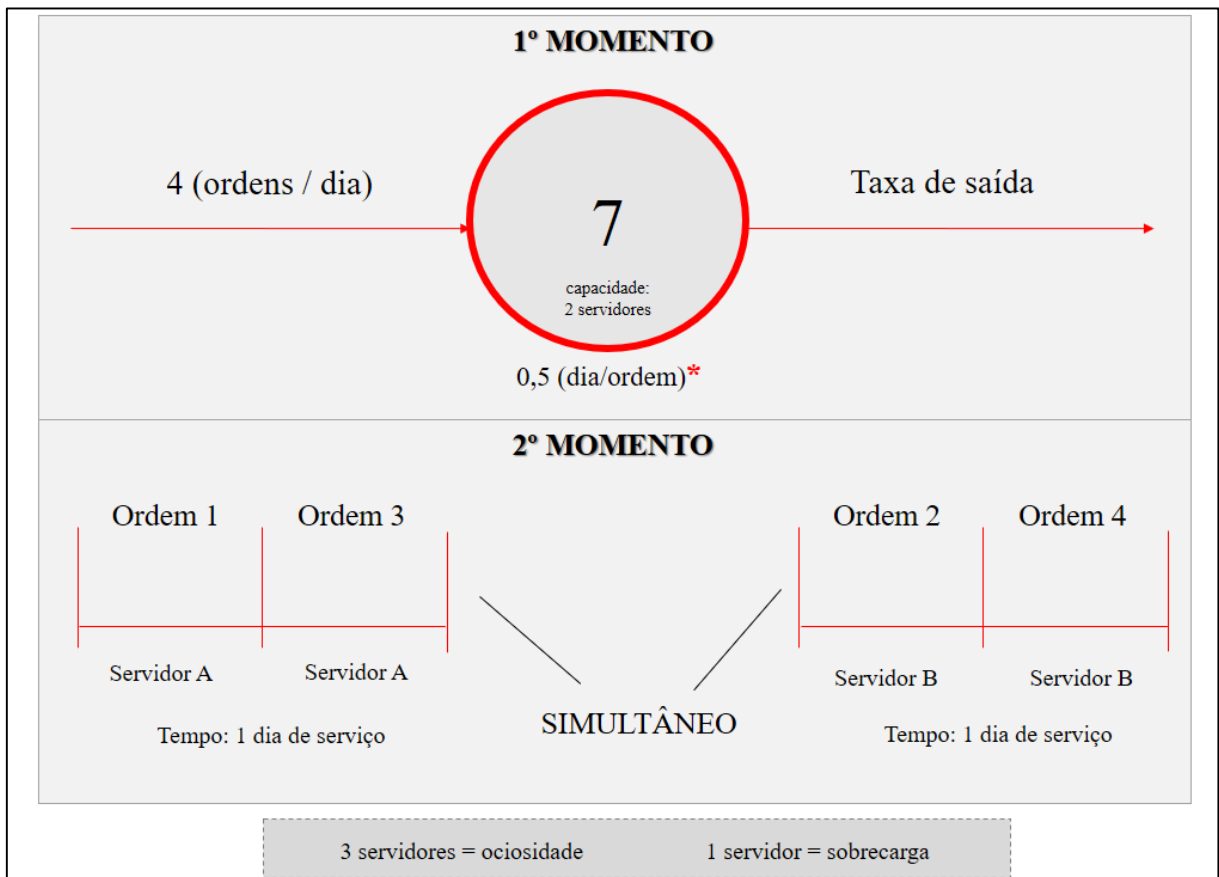 1º MOMENTO
4 (ordens / dia)
7
capacidade:
2 servidores
Taxa de saída
0,5 (dia/ordem)*
2º MOMENTO
Ordem 1
Ordem 3
Ordem 2
Ordem 4
Servidor A
Servidor A
Servidor B
Servidor B
Tempo: 1 dia de serviço
SIMULTÂNEO
Tempo: 1 dia de serviço
3 servidores = ociosidade
1 servidor = sobrecarga